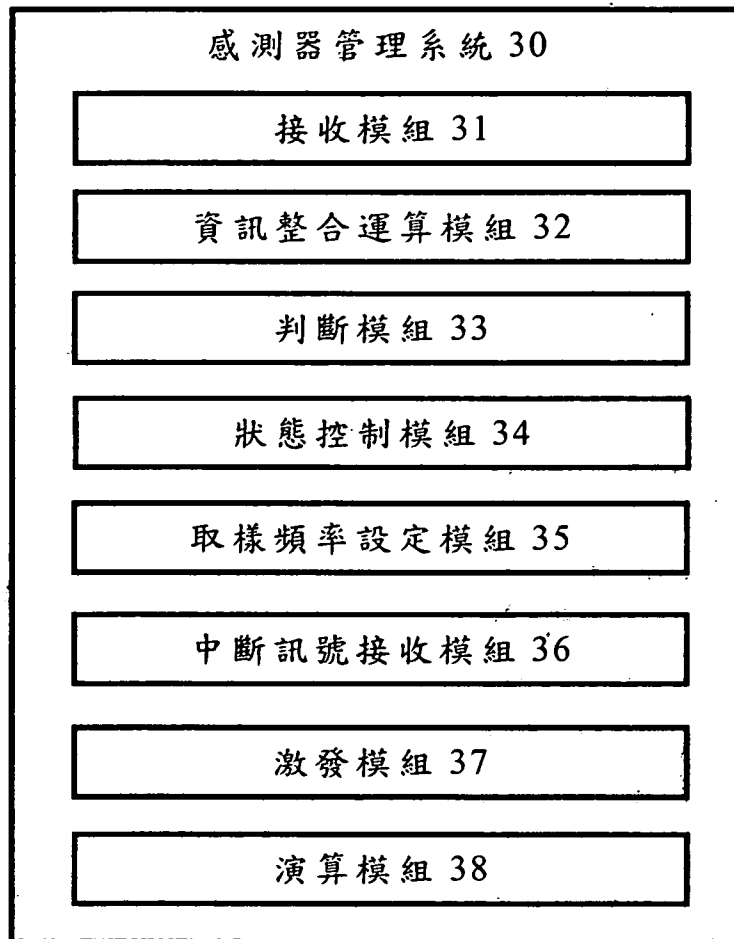 感測器管理系統 30
接收模組 31
資訊整合運算模組 32
判斷模組 33
狀態控制模組 34
取樣頻率設定模組 35
中斷訊號接收模組 36
激發模組 37
演算模組 38